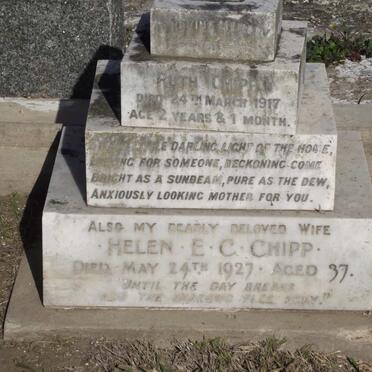 RUTH CHIPP
DIED 24TH MARCH 1917
AGE 2 YEARS & 1 MONTH.
DARLING, LIGHT OF THE HOME,
FOR SOMEONE, BECKONING COME
BRIGHT AS A SUNBEAM, PURE AS THE DEW,
ANXIOUSLY LOOKING MOTHER FOR YOU.
ALSO MY DEARLY BELOVED WIFE
HELEN E. C. CHIPP
DIED MAY 24TH 1927 · AGED 37.
"UNTIL THE DAY BREAKS
AND THE SHADOWS FLEE AWAY."